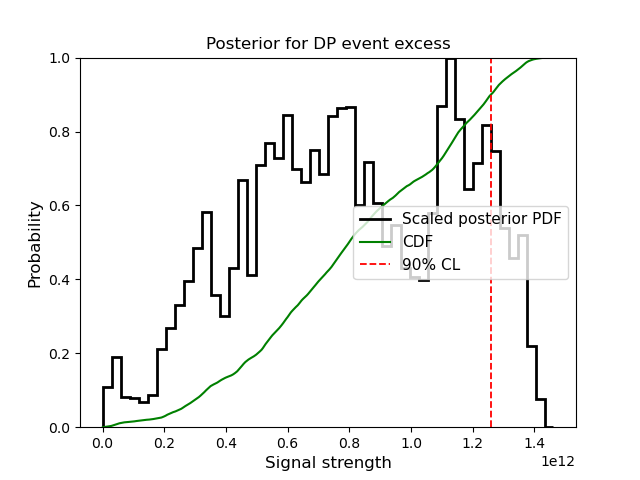 Posterior for DP event excess
1.0
0.8
0.6
0.4
0.2
0.0
Probability
Scaled posterior PDF
CDF
90% CL
0.0 0.2 0.4 0.6 0.8 1.0 1.2 1.4
1e12
Signal strength